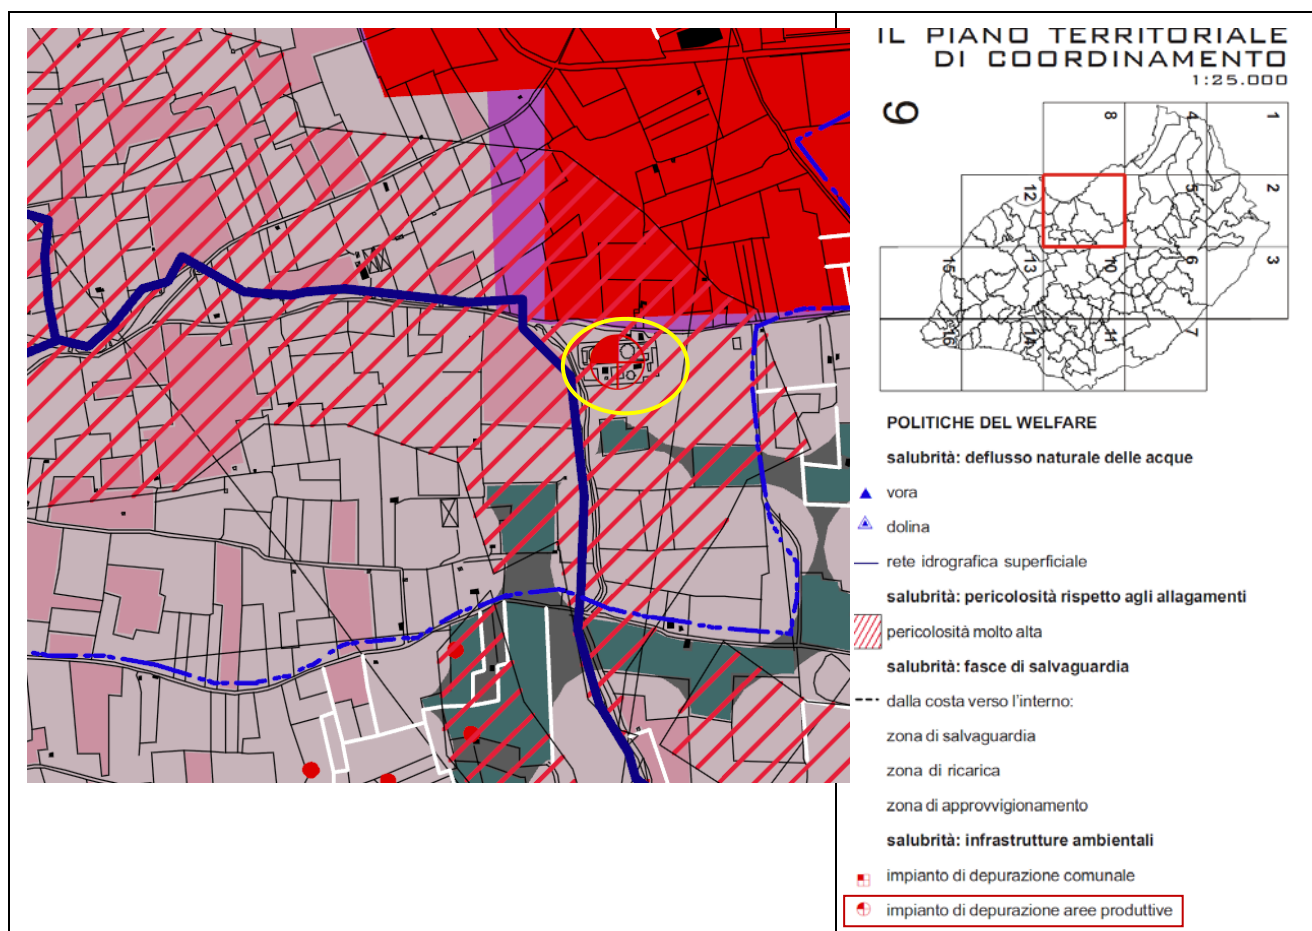 IL PIANO TERRITORIALE
DI COORDINAMENTO
1:25.000
6
8
4
1
12
5
2
15
13
10
6
3
16
14
11
7
POLITICHE DEL WELFARE
salubrità: deflusso naturale delle acque
vora
dolina
rete idrografica superficiale
salubrità: pericolosità rispetto agli allagamenti
pericolosità molto alta
salubrità: fasce di salvaguardia
dalla costa verso l'interno:
zona di salvaguardia
zona di ricarica
zona di approvvigionamento
salubrità: infrastrutture ambientali
impianto di depurazione comunale
impianto di depurazione aree produttive